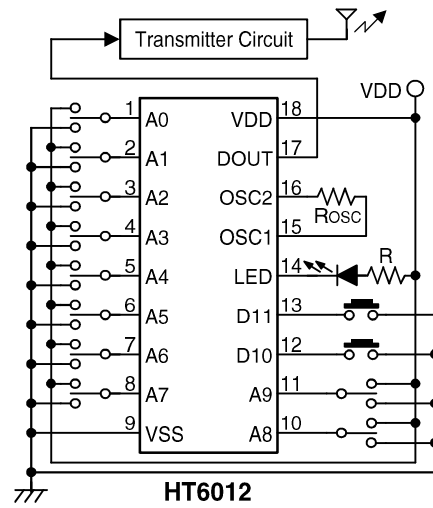 Transmitter Circuit
VDD
1 A0 VDD 18
2 A1 DOUT 17
3 A2 OSC2 16 ROSC
4 A3 OSC1 15
5 A4 LED 14 R
6 A5 D11 13
7 A6 D10 12
8 A7 A9 11
9 VSS A8 10
HT6012